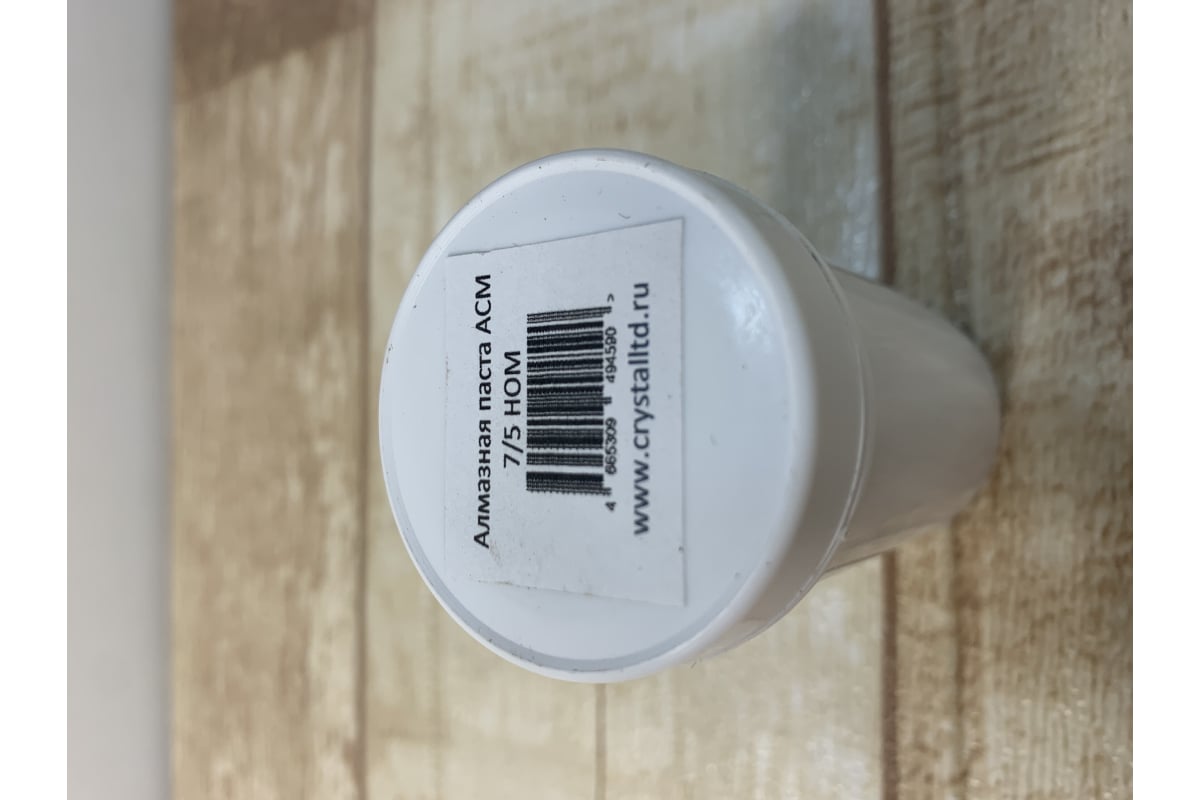 Алмазная паста АСМ
7/5 НОМ
4 665309 494590 >
www.crystalltd.ru